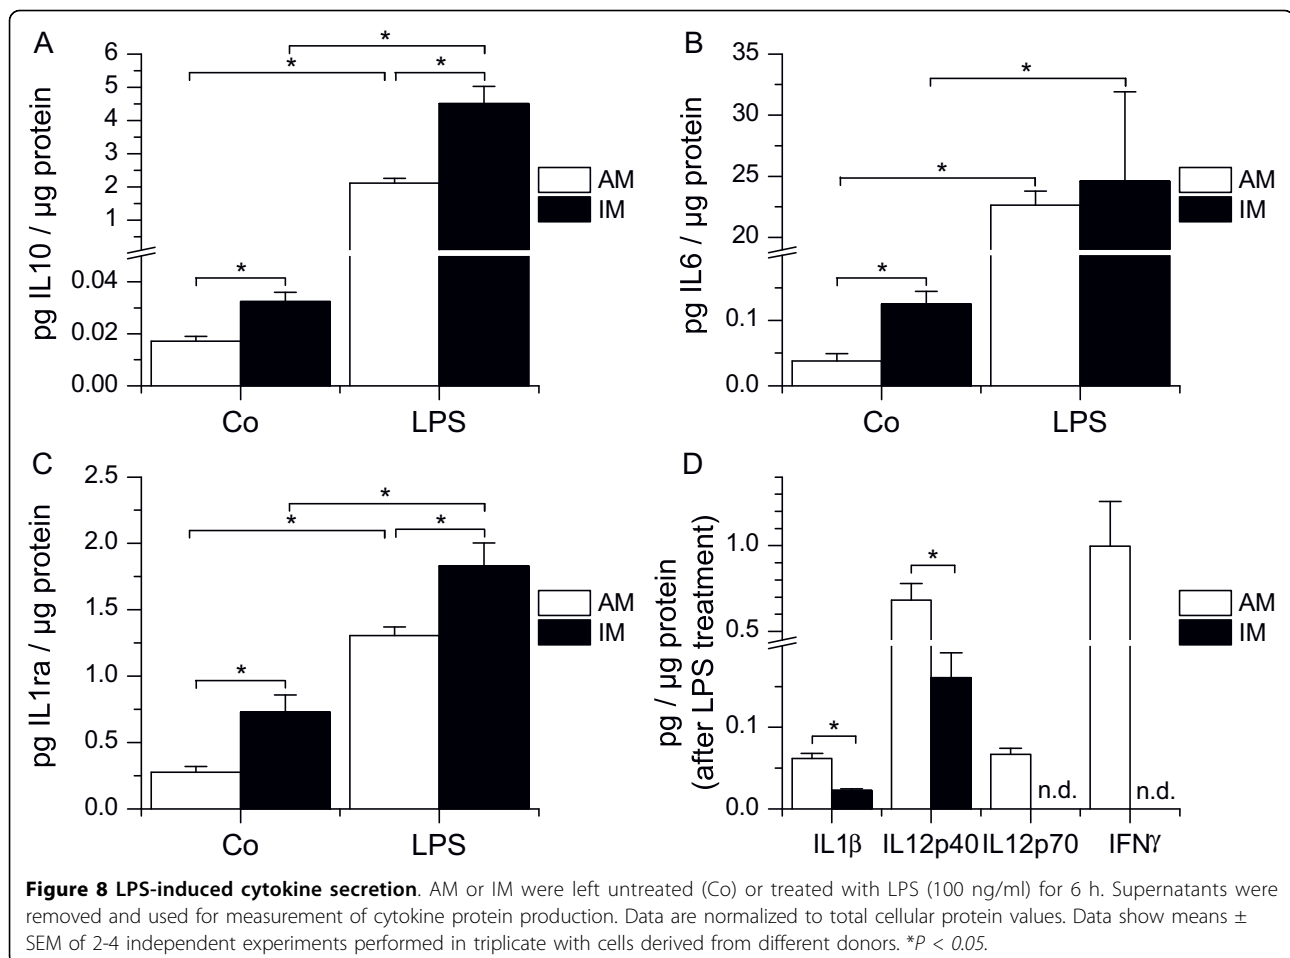 A
pg IL10 / µg protein
6
5
4
3
2
1
0.04
0.02
0.00
*
*
*
*
Co
LPS
AM
IM
B
pg IL6 / µg protein
35
30
25
20
0.1
0.0
*
*
*
Co
LPS
AM
IM
C
pg IL1ra / µg protein
2.5
2.0
1.5
1.0
0.5
0.0
*
*
*
*
Co
LPS
AM
IM
D
pg / µg protein
(after LPS treatment)
1.0
0.5
0.1
0.0
*
*
n.d.
n.d.
IL1β
IL12p40
IL12p70
IFNγ
AM
IM
Figure 8 LPS-induced cytokine secretion. AM or IM were left untreated (Co) or treated with LPS (100 ng/ml) for 6 h. Supernatants were
removed and used for measurement of cytokine protein production. Data are normalized to total cellular protein values. Data show means ±
SEM of 2-4 independent experiments performed in triplicate with cells derived from different donors. *P < 0.05.